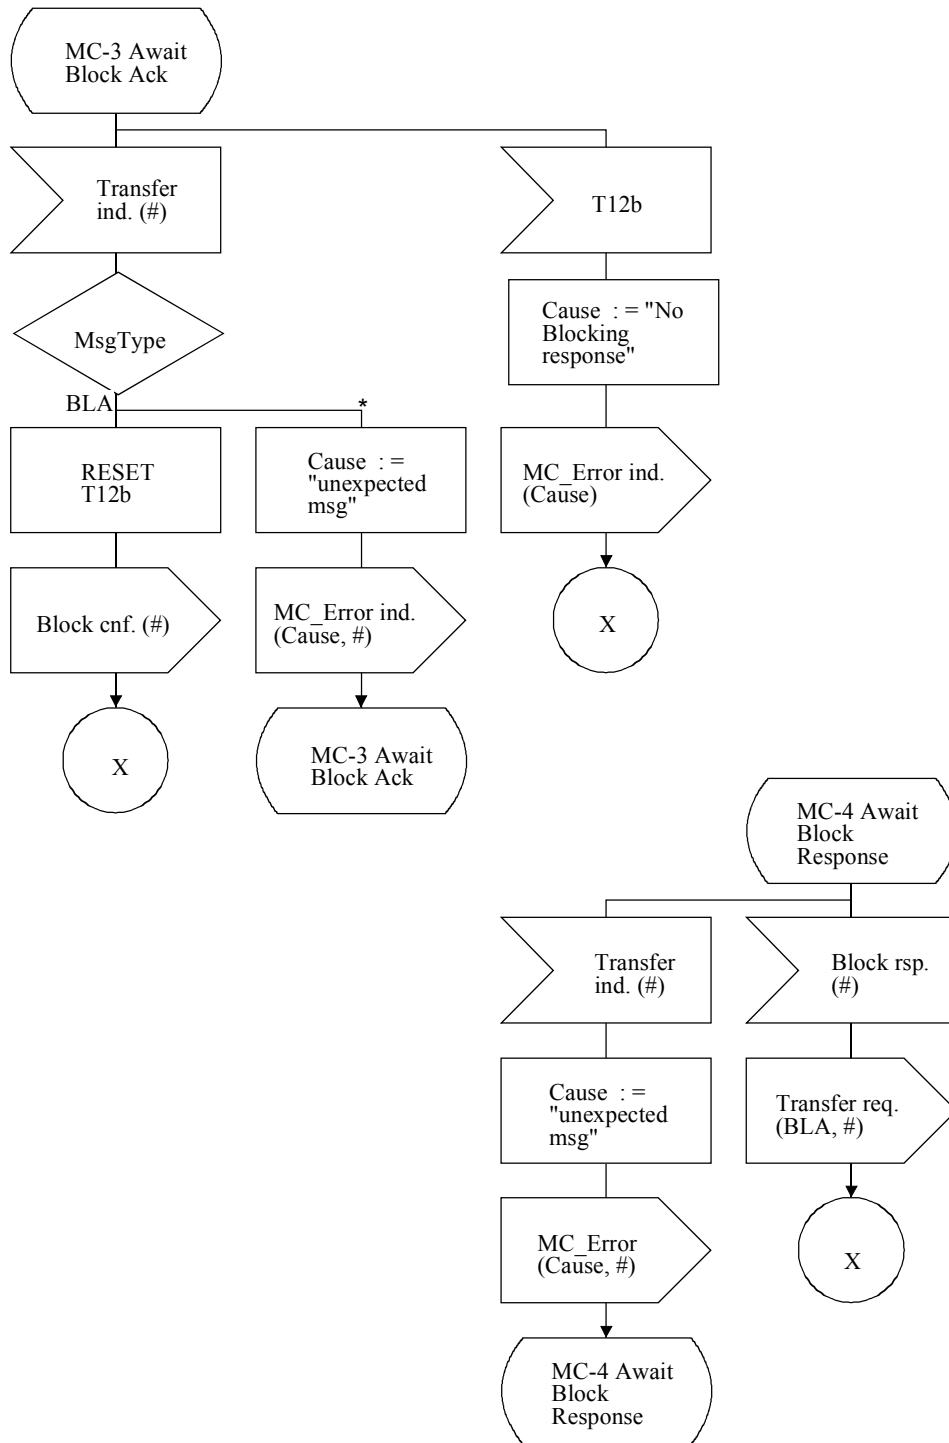 MC-3 Await
Block Ack
Transfer
ind. (#)
T12b
MsgType
Cause : = "No
Blocking
response"
BLA
*
RESET
T12b
Cause : =
"unexpected
msg"
MC_Error ind.
(Cause)
Block cnf. (#)
MC_Error ind.
(Cause, #)
X
X
MC-3 Await
Block Ack
MC-4 Await
Block
Response
Transfer
ind. (#)
Block rsp.
(#)
Cause : =
"unexpected
msg"
Transfer req.
(BLA, #)
MC_Error
(Cause, #)
X
MC-4 Await
Block
Response